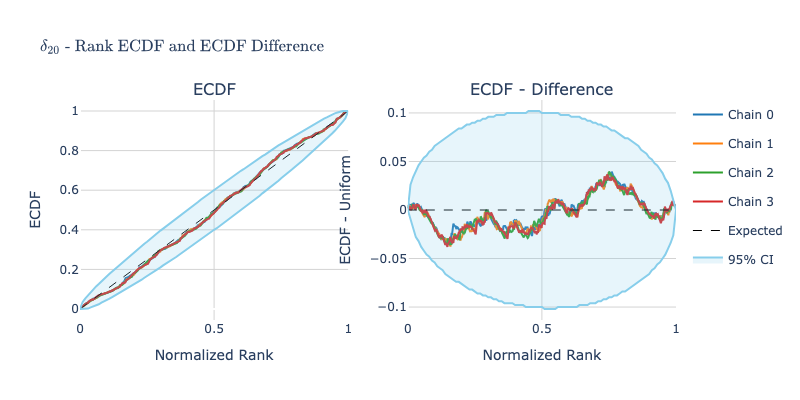 δ₂₀ - Rank ECDF and ECDF Difference
ECDF
ECDF
1
0.8
0.6
0.4
0.2
0
0
0.5
1
Normalized Rank
ECDF - Difference
ECDF - Uniform
0.1
0.05
0
−0.05
−0.1
0
0.5
1
Normalized Rank
Chain 0
Chain 1
Chain 2
Chain 3
Expected
95% CI